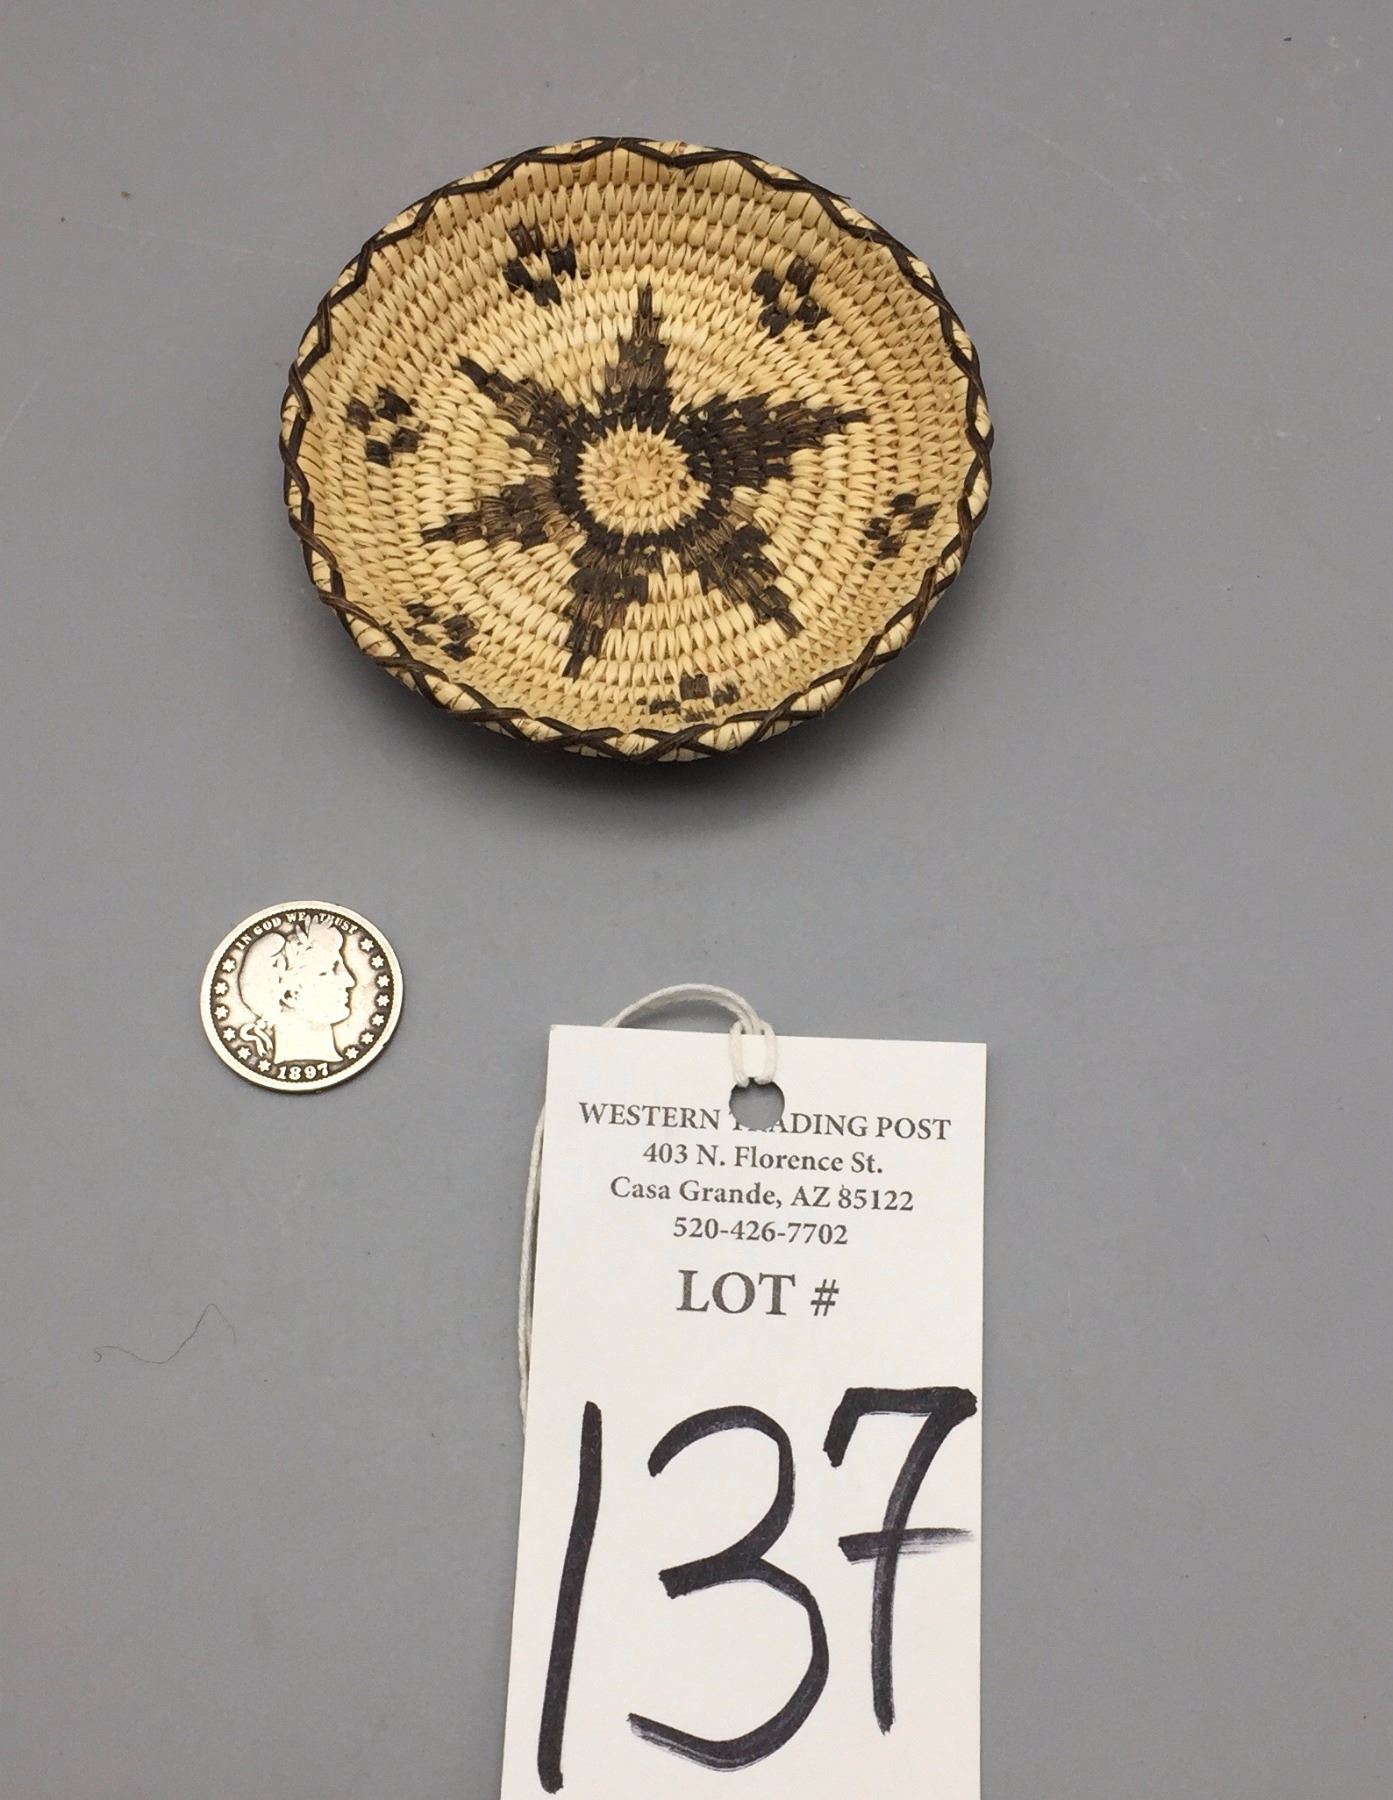 IN GOD WE TRUST
1897
WESTERN TRADING POST
403 N. Florence St.
Casa Grande, AZ 85122
520-426-7702
LOT #
137